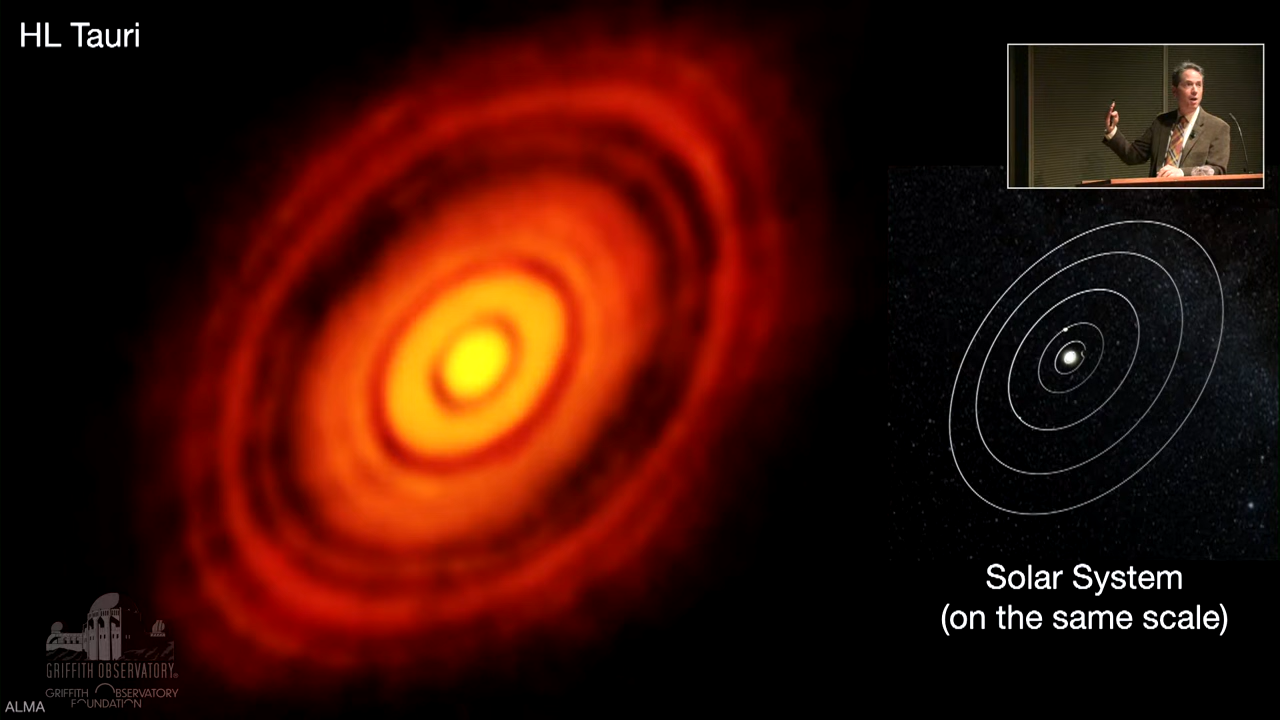 HL Tauri
Solar System
(on the same scale)
GRIFFITH OBSERVATORY
GRIFFITH OBSERVATORY
FOUNDATION
ALMA